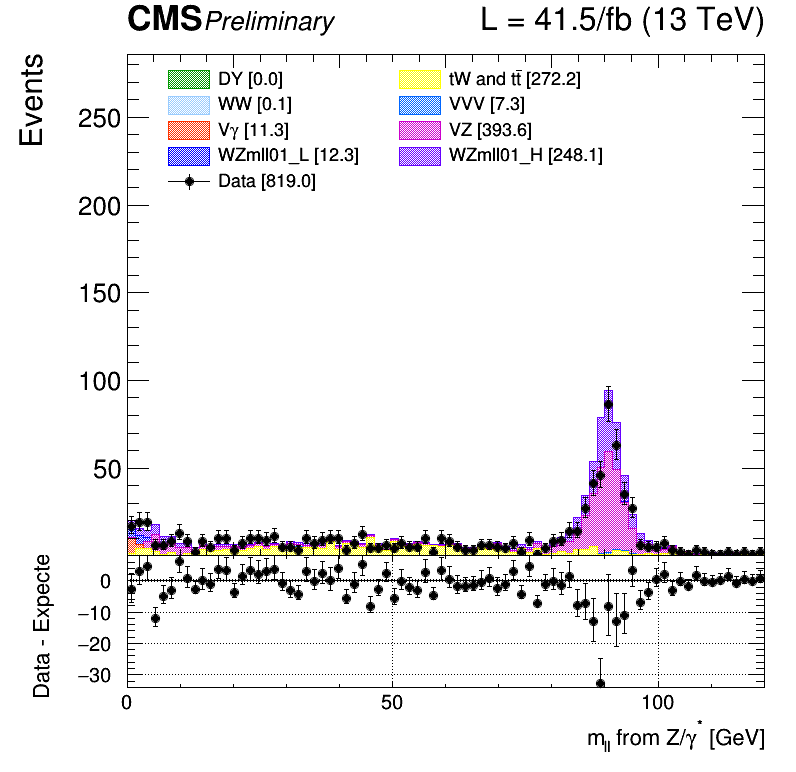 CMS Preliminary L = 41.5/fb (13 TeV)
Events
DY [0.0] tW and tt̄ [272.2]
WW [0.1] VVV [7.3]
Vγ [11.3] VZ [393.6]
WZmll01_L [12.3] WZmll01_H [248.1]
Data [819.0]
250
200
150
100
50
Data - Expecte
0
−10
−20
−30
0 50 100
m_ll from Z/γ* [GeV]